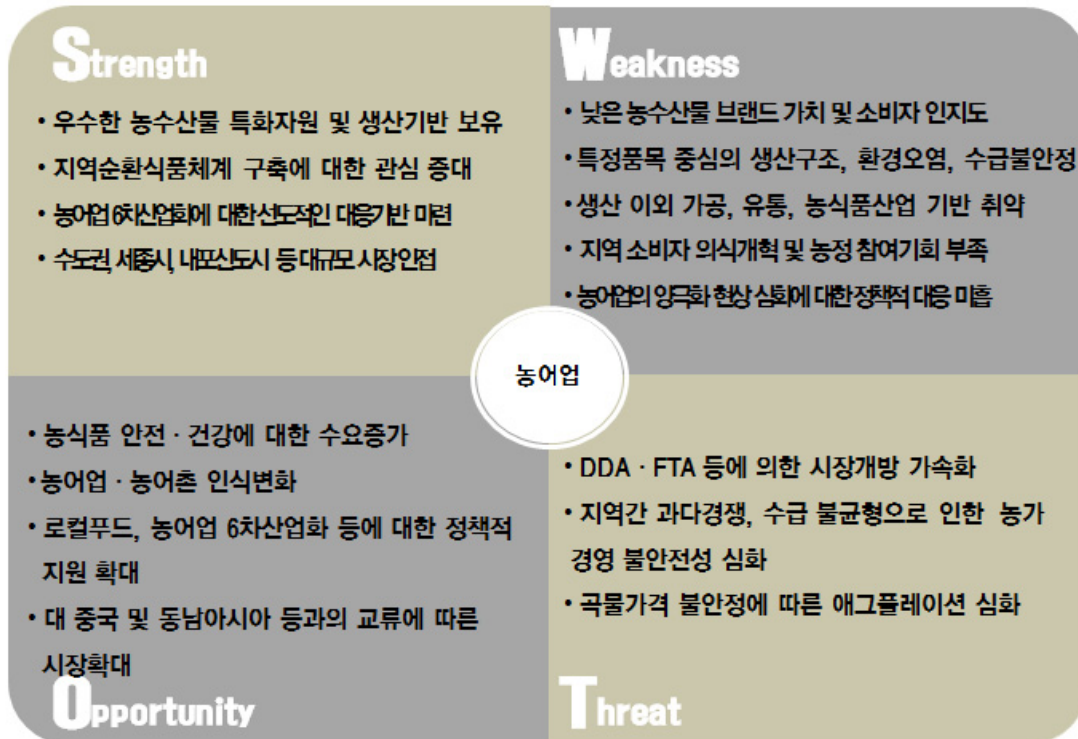 Strength
• 우수한 농수산물 특화자원 및 생산기반 보유
• 지역순환식품체계 구축에 대한 관심 증대
• 농어업 6차산업화에 대한 선도적인 대응기반 마련
• 수도권, 세종시, 내포신도시 등 대규모 시장 인접
Weakness
• 낮은 농수산물 브랜드 가치 및 소비자 인지도
• 특정품목 중심의 생산구조, 환경오염, 수급불안정
• 생산 이외 가공, 유통, 농식품산업 기반 취약
• 지역 소비자 의식개혁 및 농정 참여기회 부족
• 농어업의 양극화 현상 심화에 대한 정책적 대응 미흡
농어업
• 농식품 안전 · 건강에 대한 수요증가
• 농어업 · 농어촌 인식변화
• 로컬푸드, 농어업 6차산업화 등에 대한 정책적
지원 확대
• 대 중국 및 동남아시아 등과의 교류에 따른
시장확대
Opportunity
• DDA · FTA 등에 의한 시장개방 가속화
• 지역간 과다경쟁, 수급 불균형으로 인한 농가
경영 불안전성 심화
• 곡물가격 불안정에 따른 애그플레이션 심화
Threat